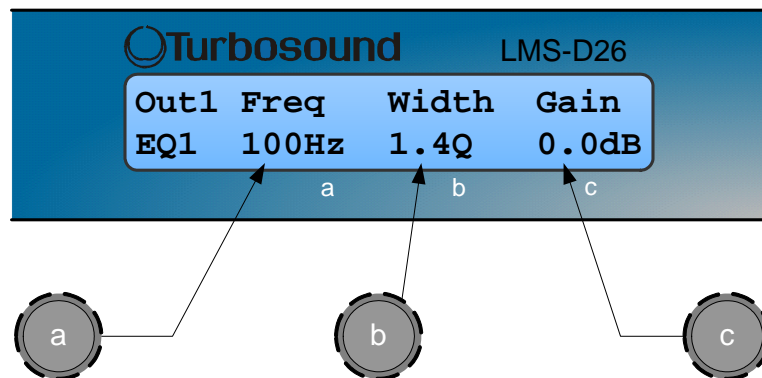 Turbosound LMS-D26
Out1 Freq Width Gain
EQ1 100Hz 1.4Q 0.0dB
a b c
a b c